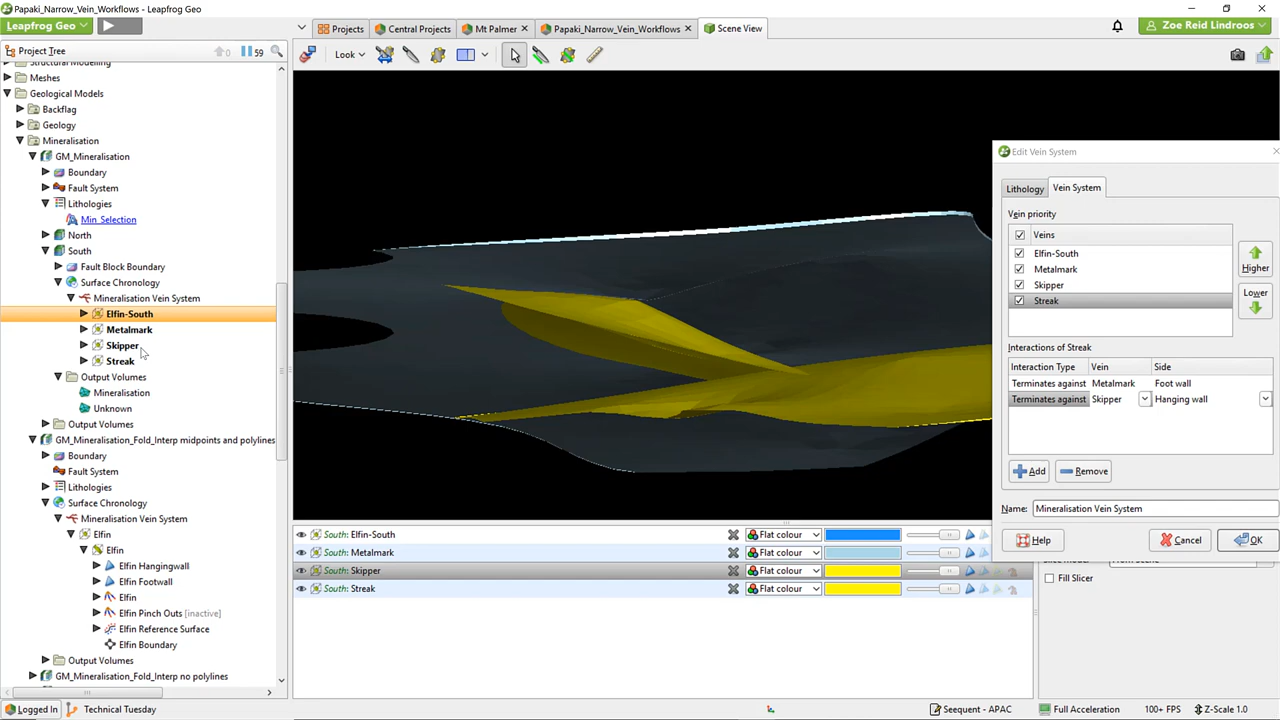 Papaki_Narrow_Vein_Workflows - Leapfrog Geo
Leapfrog Geo
Projects
Central Projects
Mt Palmer
Papaki_Narrow_Vein_Workflows
Scene View
Zoe Reid Lindroos
Project Tree
0
59
Look
Structural Modelling
Meshes
Geological Models
Backflag
Geology
Mineralisation
GM_Mineralisation
Boundary
Fault System
Lithologies
Min_Selection
North
South
Fault Block Boundary
Surface Chronology
Mineralisation Vein System
Elfin-South
Metalmark
Skipper
Streak
Output Volumes
Mineralisation
Unknown
Output Volumes
GM_Mineralisation_Fold_Interp midpoints and polylines
Boundary
Fault System
Lithologies
Surface Chronology
Mineralisation Vein System
Elfin
Elfin
Elfin Hangingwall
Elfin Footwall
Elfin
Elfin Pinch Outs [inactive]
Elfin Reference Surface
Elfin Boundary
Output Volumes
GM_Mineralisation_Fold_Interp no polylines
Edit Vein System
Lithology
Vein System
Vein priority
Veins
Elfin-South
Metalmark
Skipper
Streak
Higher
Lower
Interactions of Streak
Interaction Type Vein Side
Terminates against Metalmark Foot wall
Terminates against Skipper Hanging wall
Add
Remove
Name: Mineralisation Vein System
Help
Cancel
OK
Fill Slicer
South: Elfin-South Flat colour
South: Metalmark Flat colour
South: Skipper Flat colour
South: Streak Flat colour
Logged In
Technical Tuesday
Seequent - APAC
Full Acceleration
100+ FPS
Z-Scale 1.0